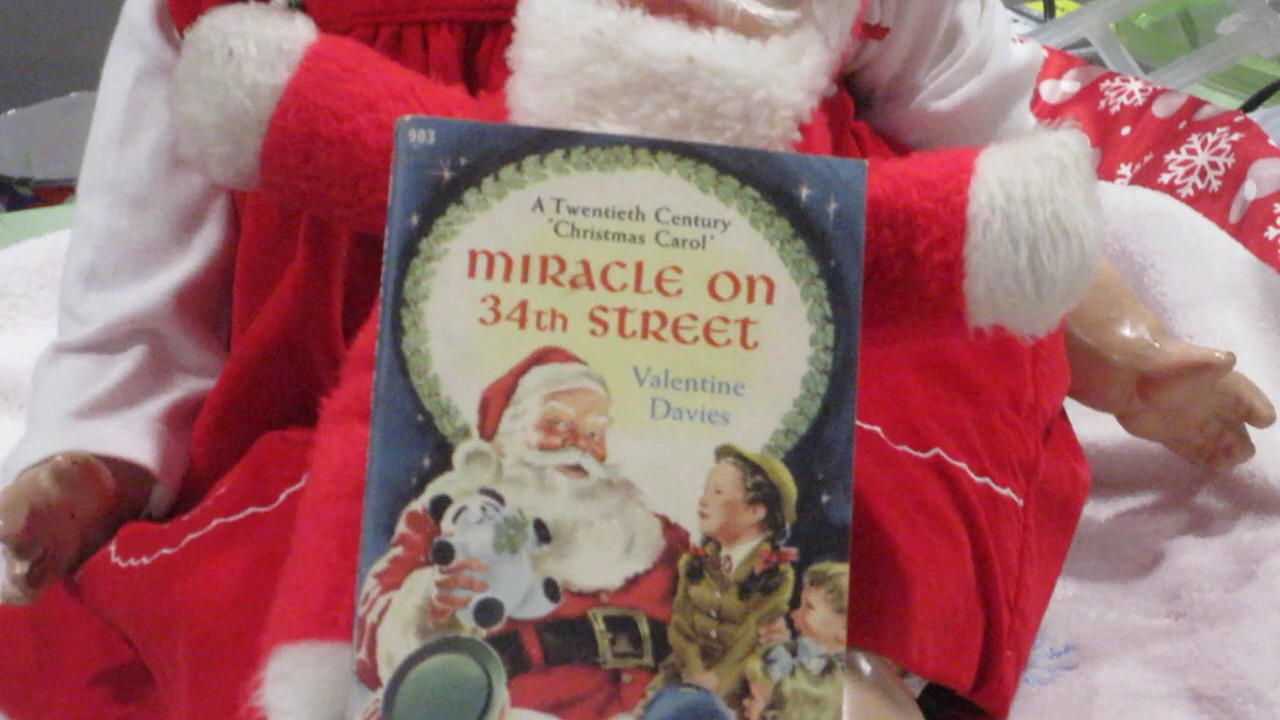 903
A Twentieth Century
"Christmas Carol"
MIRACLE ON
34th STREET
Valentine
Davies